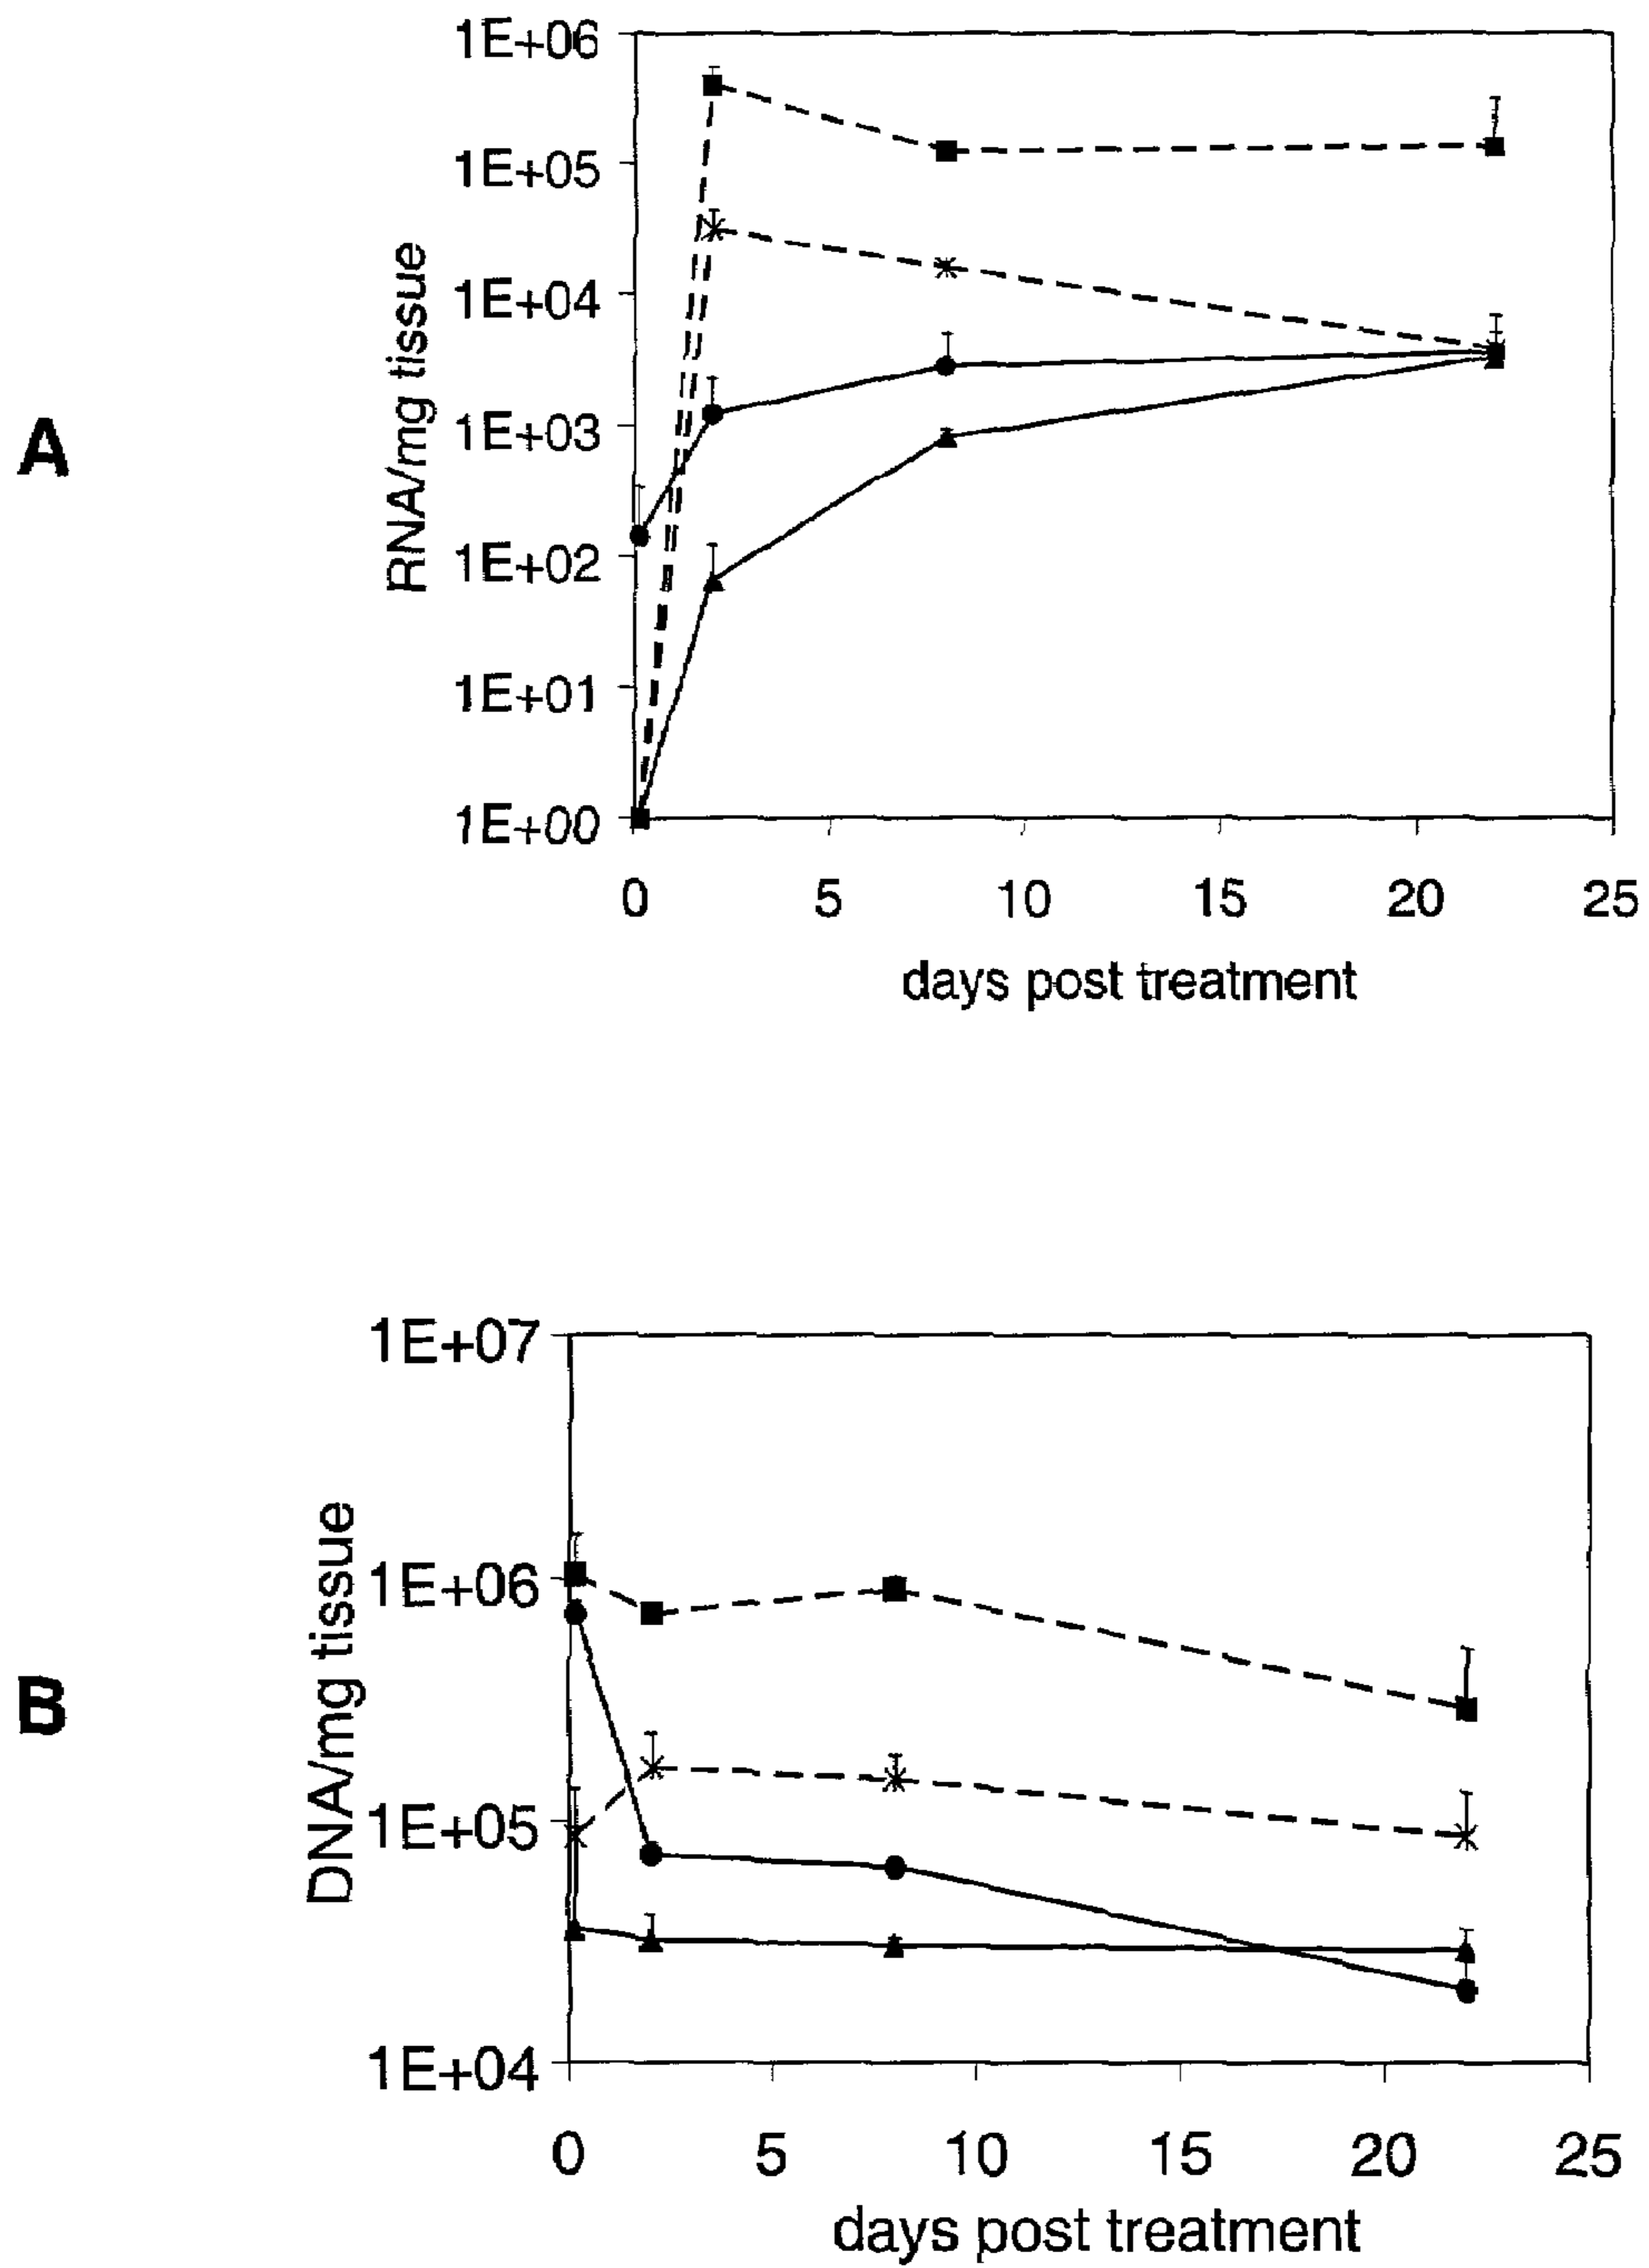 A
RNA/mg tissue
1E+06
1E+05
1E+04
1E+03
1E+02
1E+01
1E+00
0 5 10 15 20 25
days post treatment
B
DNA/mg tissue
1E+07
1E+06
1E+05
1E+04
0 5 10 15 20 25
days post treatment